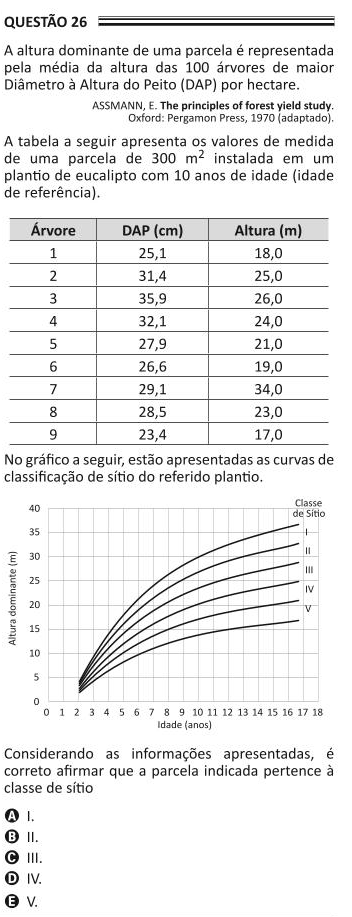 QUESTÃO 26
A altura dominante de uma parcela é representada
pela média da altura das 100 árvores de maior
Diâmetro à Altura do Peito (DAP) por hectare.
ASSMANN, E. The principles of forest yield study.
Oxford: Pergamon Press, 1970 (adaptado).
A tabela a seguir apresenta os valores de medida
de uma parcela de 300 m² instalada em um
plantio de eucalipto com 10 anos de idade (idade
de referência).
Árvore DAP (cm) Altura (m)
1 25,1 18,0
2 31,4 25,0
3 35,9 26,0
4 32,1 24,0
5 27,9 21,0
6 26,6 19,0
7 29,1 34,0
8 28,5 23,0
9 23,4 17,0
No gráfico a seguir, estão apresentadas as curvas de
classificação de sítio do referido plantio.
Classe
de Sítio
40
35
30
25
20
15
10
5
0
Altura dominante (m)
I
II
III
IV
V
0 1 2 3 4 5 6 7 8 9 10 11 12 13 14 15 16 17 18
Idade (anos)
Considerando as informações apresentadas, é
correto afirmar que a parcela indicada pertence à
classe de sítio
A I.
B II.
C III.
D IV.
E V.